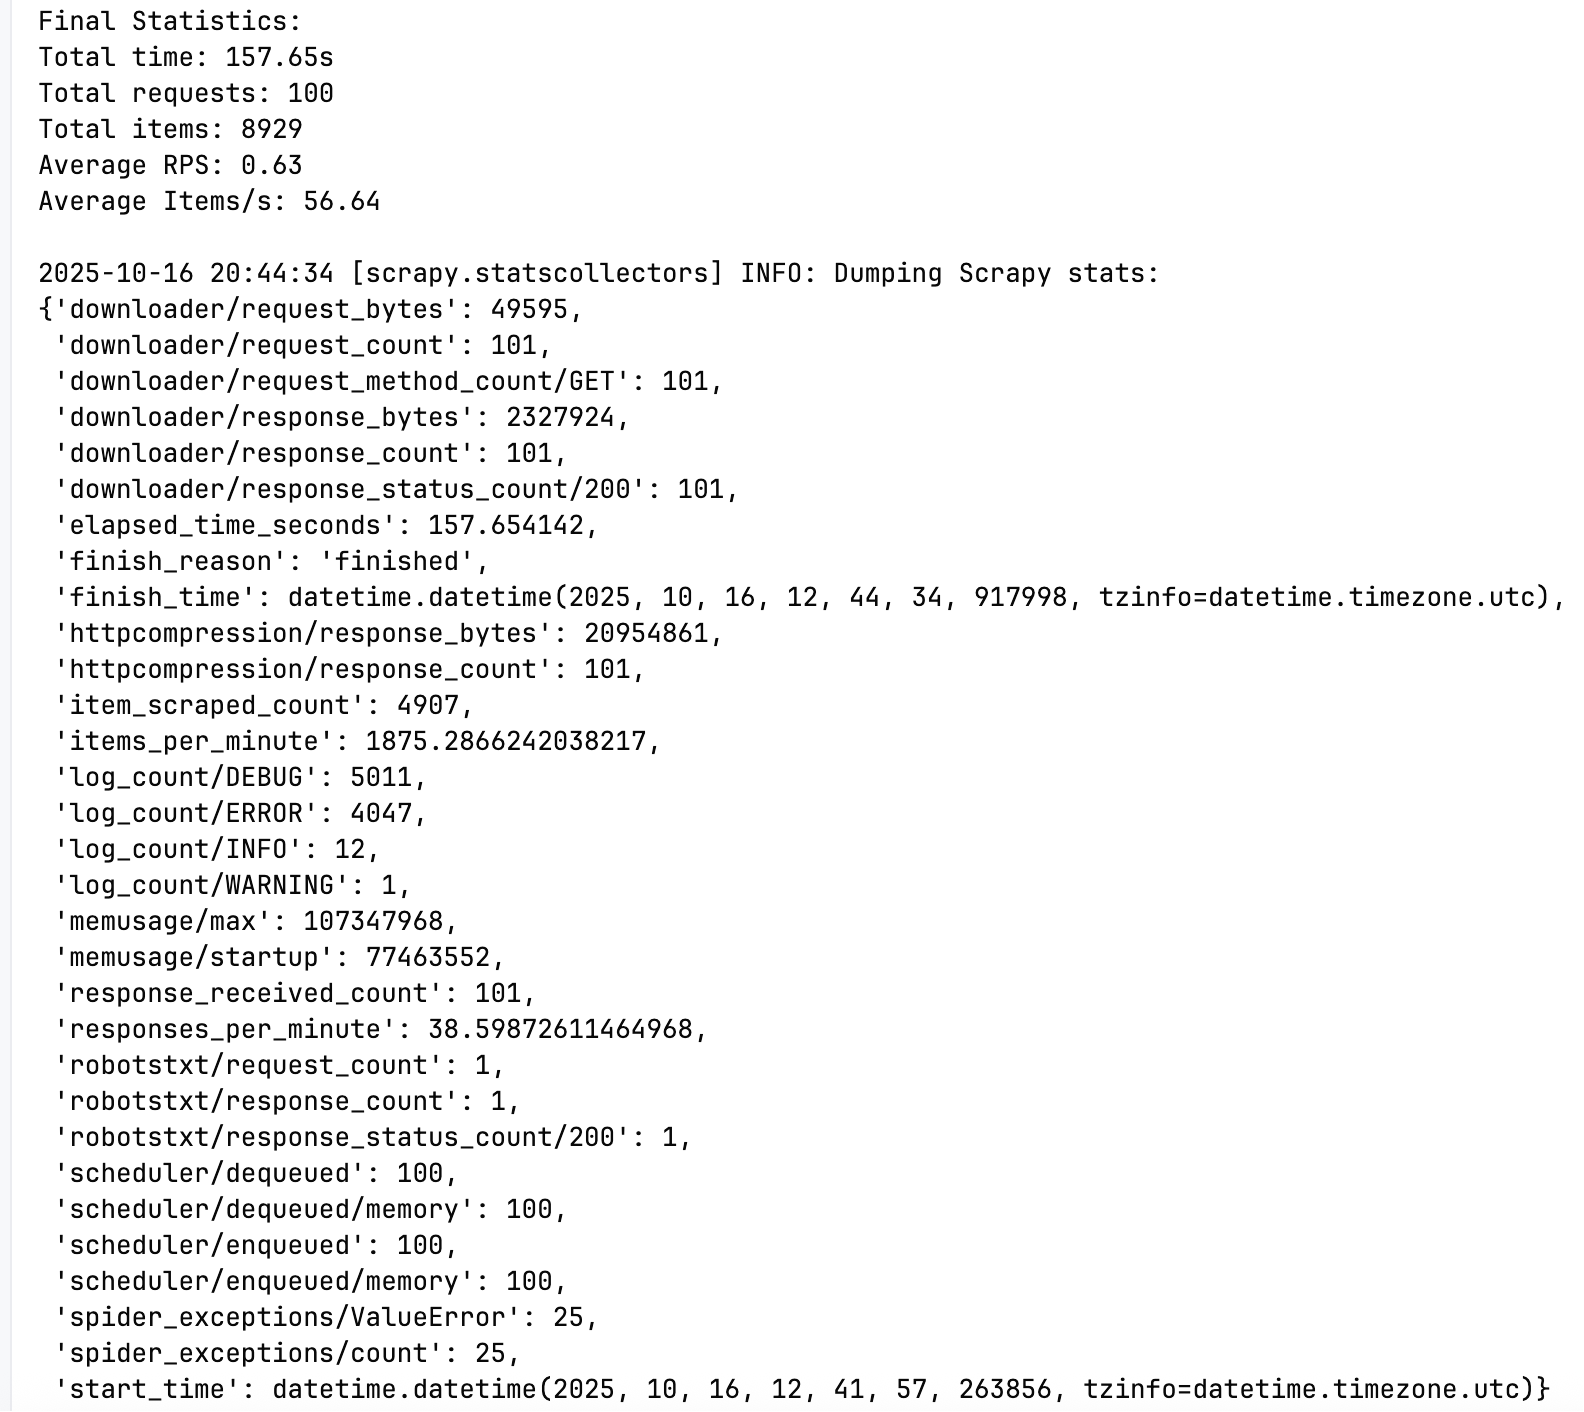 Final Statistics:
Total time: 157.65s
Total requests: 100
Total items: 8929
Average RPS: 0.63
Average Items/s: 56.64

2025-10-16 20:44:34 [scrapy.statscollectors] INFO: Dumping Scrapy stats:
{'downloader/request_bytes': 49595,
 'downloader/request_count': 101,
 'downloader/request_method_count/GET': 101,
 'downloader/response_bytes': 2327924,
 'downloader/response_count': 101,
 'downloader/response_status_count/200': 101,
 'elapsed_time_seconds': 157.654142,
 'finish_reason': 'finished',
 'finish_time': datetime.datetime(2025, 10, 16, 12, 44, 34, 917998, tzinfo=datetime.timezone.utc),
 'httpcompression/response_bytes': 20954861,
 'httpcompression/response_count': 101,
 'item_scraped_count': 4907,
 'items_per_minute': 1875.2866242038217,
 'log_count/DEBUG': 5011,
 'log_count/ERROR': 4047,
 'log_count/INFO': 12,
 'log_count/WARNING': 1,
 'memusage/max': 107347968,
 'memusage/startup': 77463552,
 'response_received_count': 101,
 'responses_per_minute': 38.59872611464968,
 'robotstxt/request_count': 1,
 'robotstxt/response_count': 1,
 'robotstxt/response_status_count/200': 1,
 'scheduler/dequeued': 100,
 'scheduler/dequeued/memory': 100,
 'scheduler/enqueued': 100,
 'scheduler/enqueued/memory': 100,
 'spider_exceptions/ValueError': 25,
 'spider_exceptions/count': 25,
 'start_time': datetime.datetime(2025, 10, 16, 12, 41, 57, 263856, tzinfo=datetime.timezone.utc)}